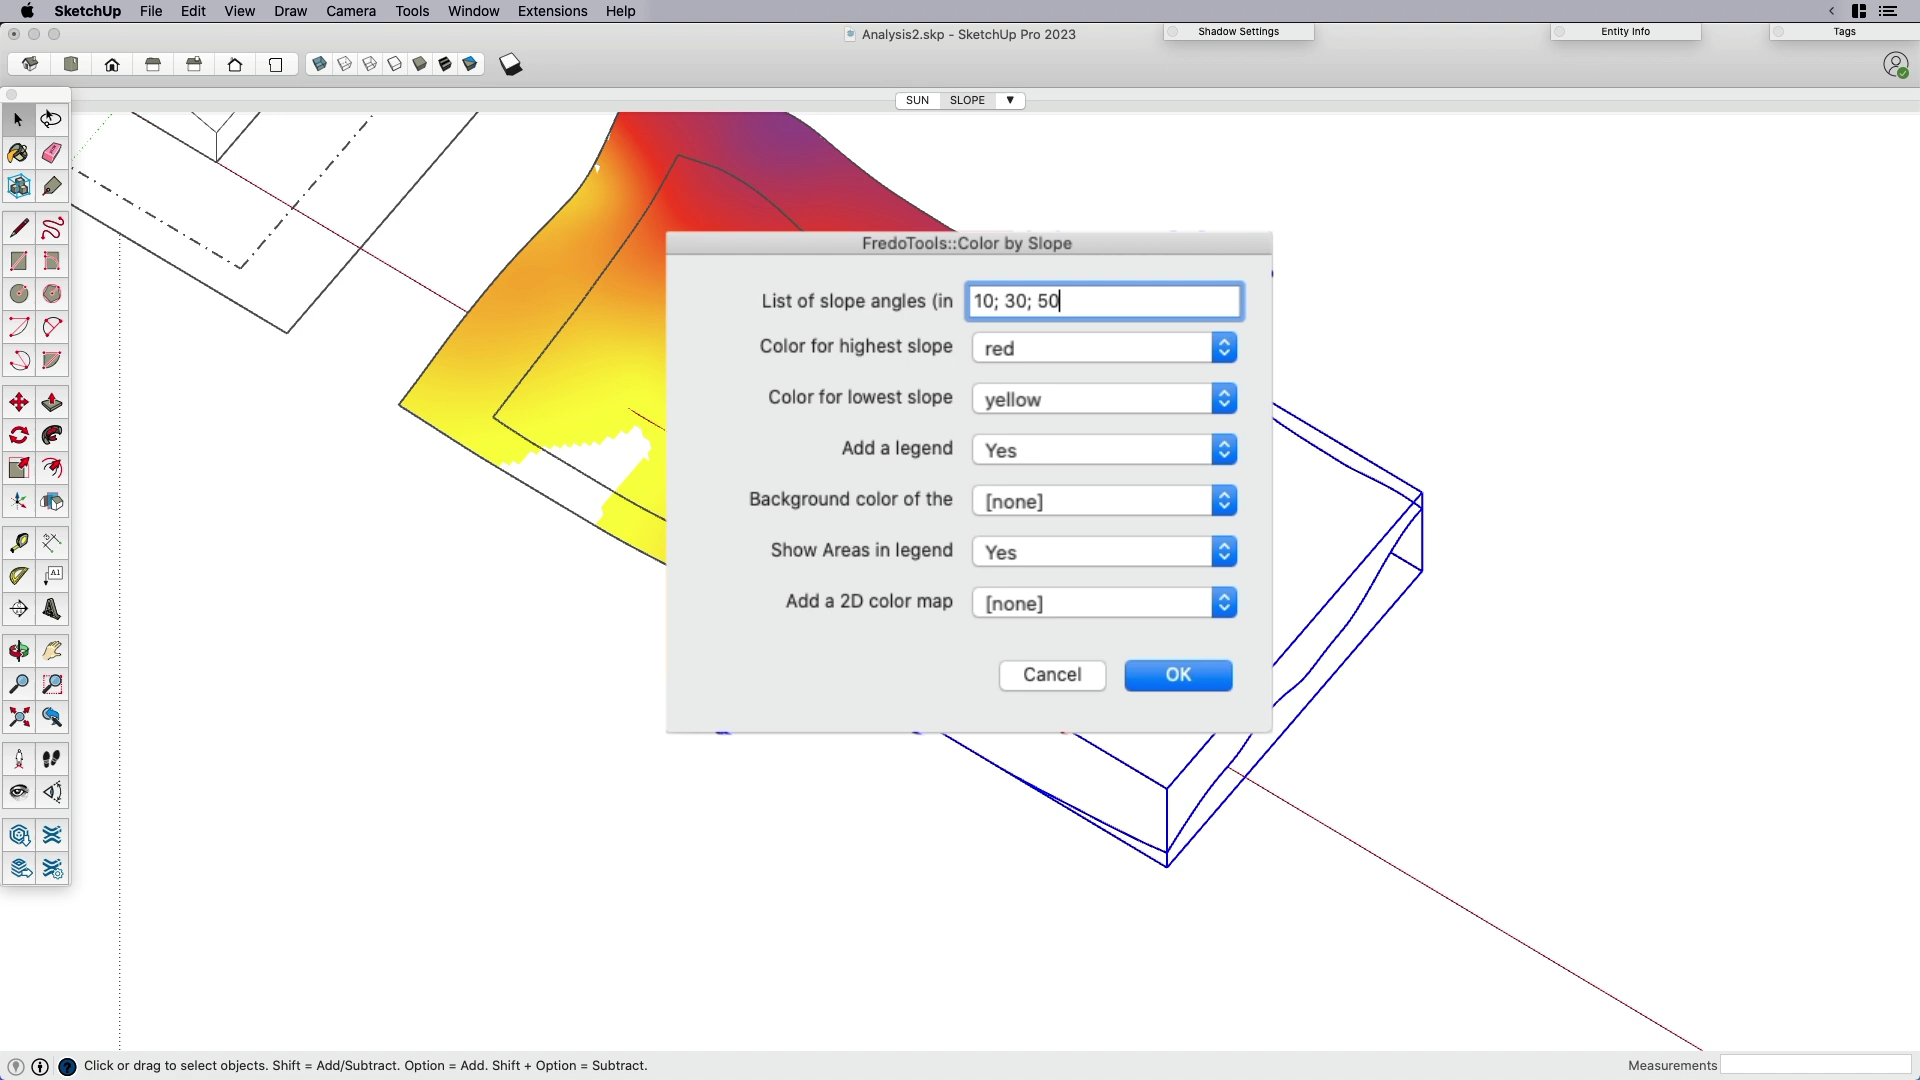 SketchUp File Edit View Draw Camera Tools Window Extensions Help
Analysis2.skp - SketchUp Pro 2023
Shadow Settings
Entity Info
Tags
SUN SLOPE ▼
FredoTools::Color by Slope
List of slope angles (in 10; 30; 50
Color for highest slope red
Color for lowest slope yellow
Add a legend Yes
Background color of the [none]
Show Areas in legend Yes
Add a 2D color map [none]
Cancel OK
A1
Click or drag to select objects. Shift = Add/Subtract. Option = Add. Shift + Option = Subtract.
Measurements